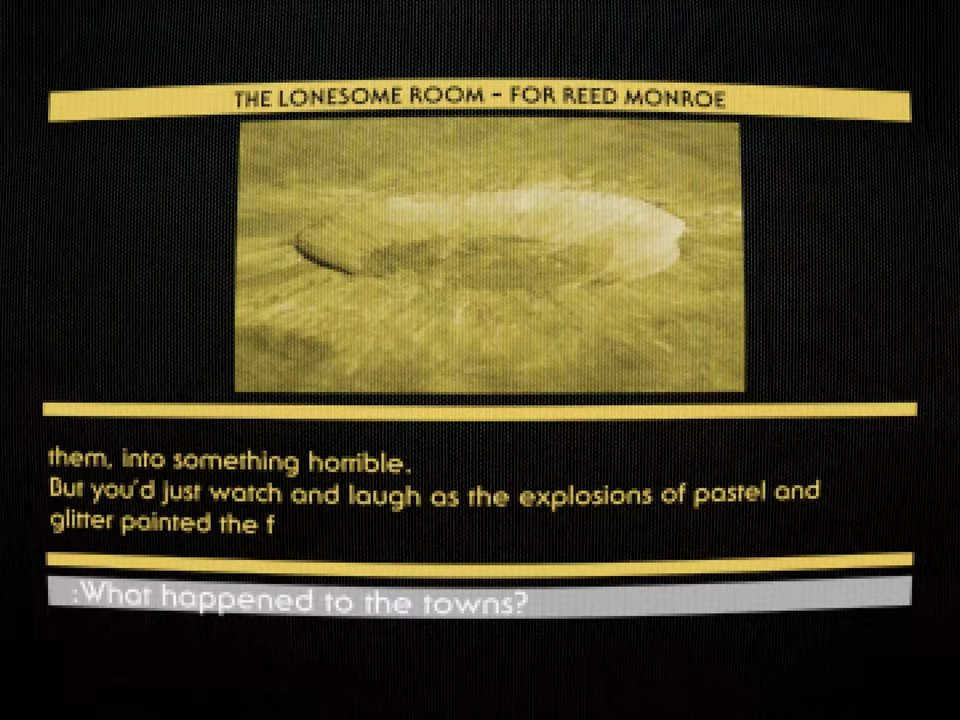 THE LONESOME ROOM - FOR REED MONROE
them, into something horrible.
But you'd just watch and laugh as the explosions of pastel and
glitter painted the f
:What happened to the towns?